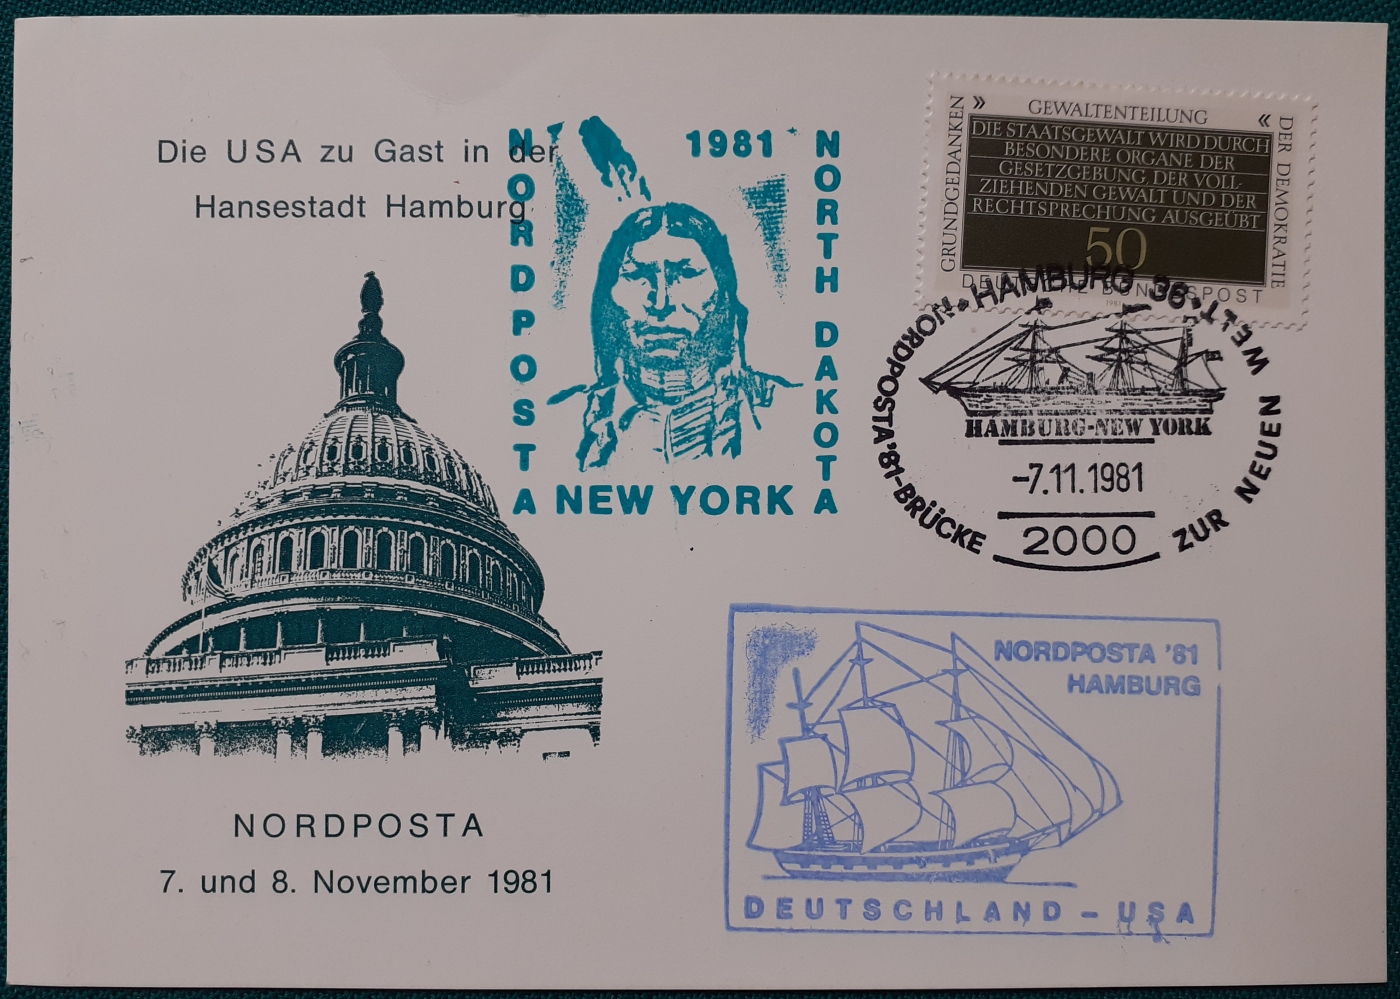 Die USA zu Gast in der
Hansestadt Hamburg
NORDPOSTA
1981
NORTH DAKOTA
NEW YORK
GRUNDGEDANKEN
»
GEWALTENTEILUNG
«
DER DEMOKRATIE
DIE STAATSGEWALT WIRD DURCH
BESONDERE ORGANE DER
GESETZGEBUNG DER VOLL-
ZIEHENDEN GEWALT UND DER
RECHTSPRECHUNG AUSGEÜBT
50
DEUTSCHE BUNDESPOST
1981
HAMBURG 36
NORDPOSTA'81-BRÜCKE ZUR NEUEN WELT
HAMBURG-NEW YORK
-7.11.1981
2000
NORDPOSTA '81
HAMBURG
DEUTSCHLAND - USA
NORDPOSTA
7. und 8. November 1981